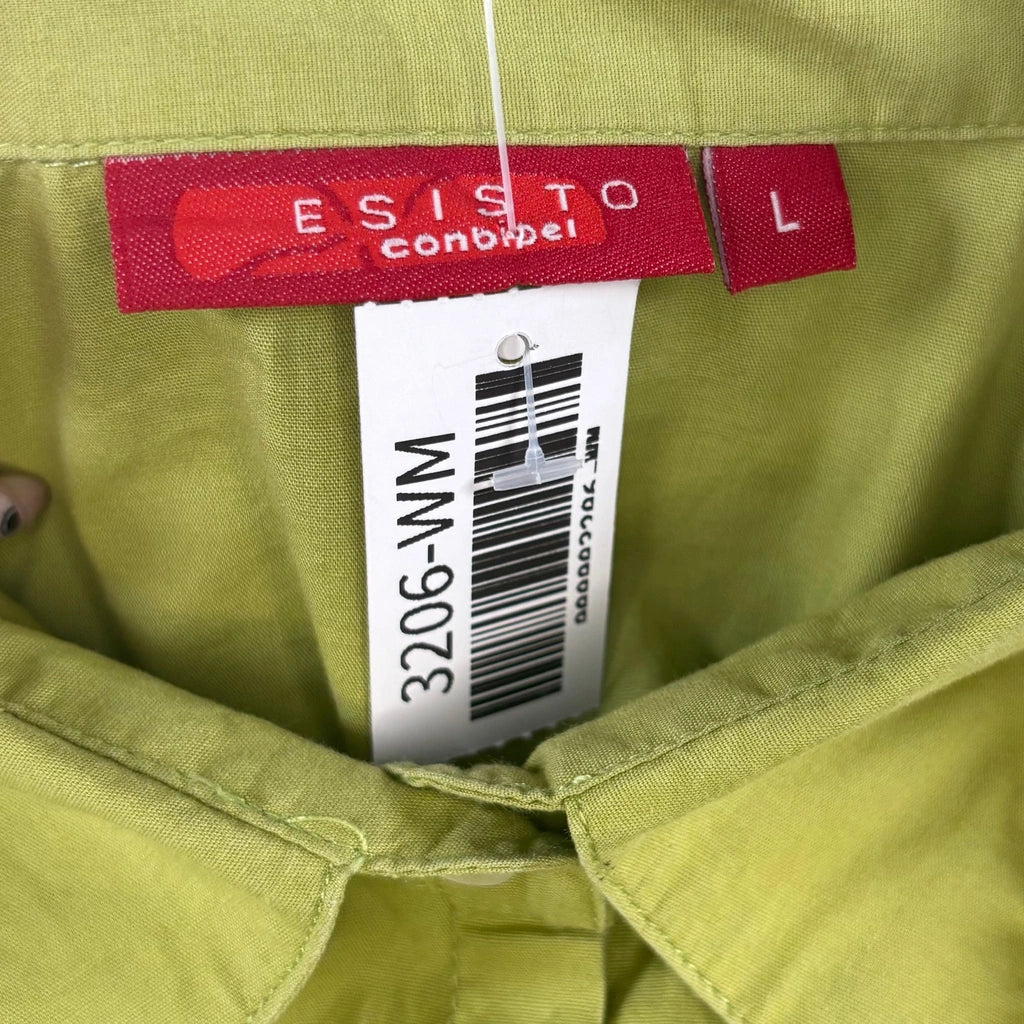 ESISTO
conbipel
L
3206-WM